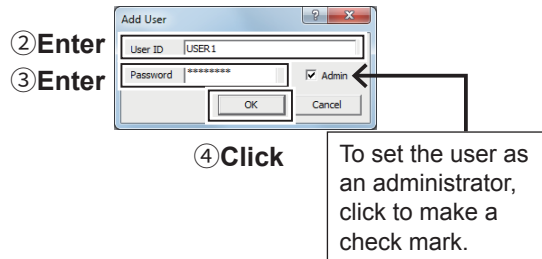 Add User
②Enter
User ID USER1
③Enter
Password ******** Admin
OK Cancel
④Click
To set the user as
an administrator,
click to make a
check mark.